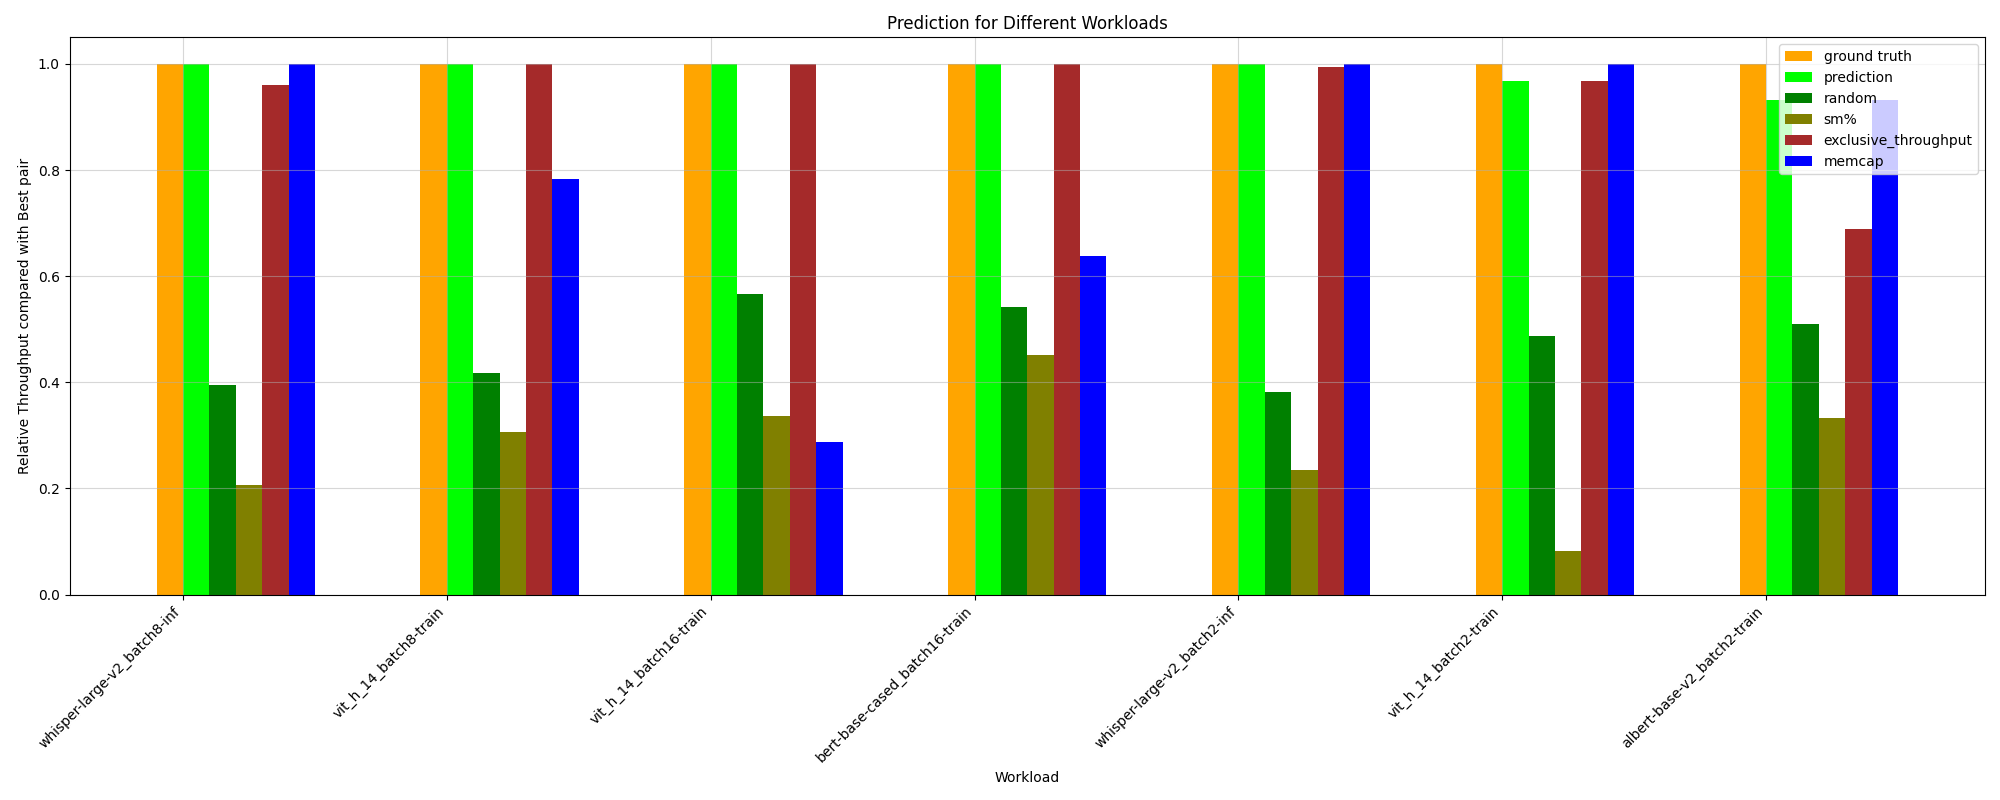 Prediction for Different Workloads
Relative Throughput compared with Best pair
1.0
0.8
0.6
0.4
0.2
0.0
ground truth
prediction
random
sm%
exclusive_throughput
memcap
whisper-large-v2_batch8-inf
vit_h_14_batch8-train
vit_h_14_batch16-train
bert-base-cased_batch16-train
whisper-large-v2_batch2-inf
vit_h_14_batch2-train
albert-base-v2_batch2-train
Workload